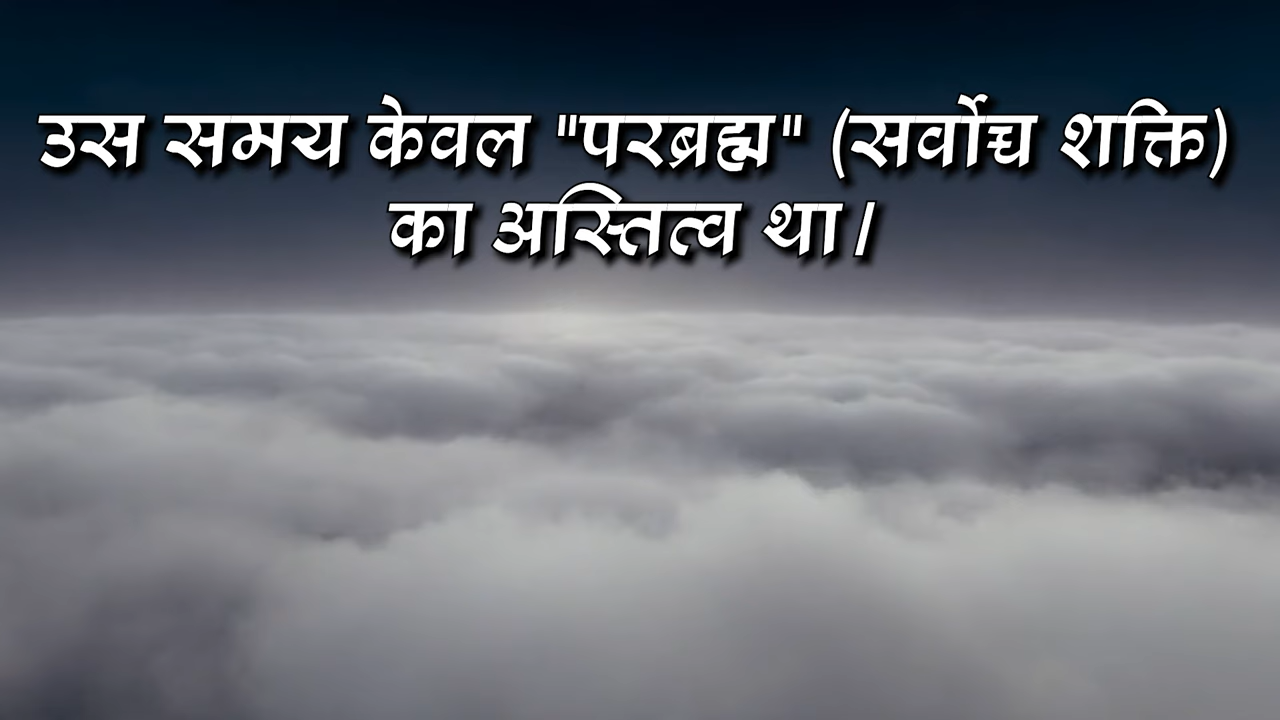 उस समय केवल "परब्रह्म" (सर्वोच्च शक्ति)
का अस्तित्व था।